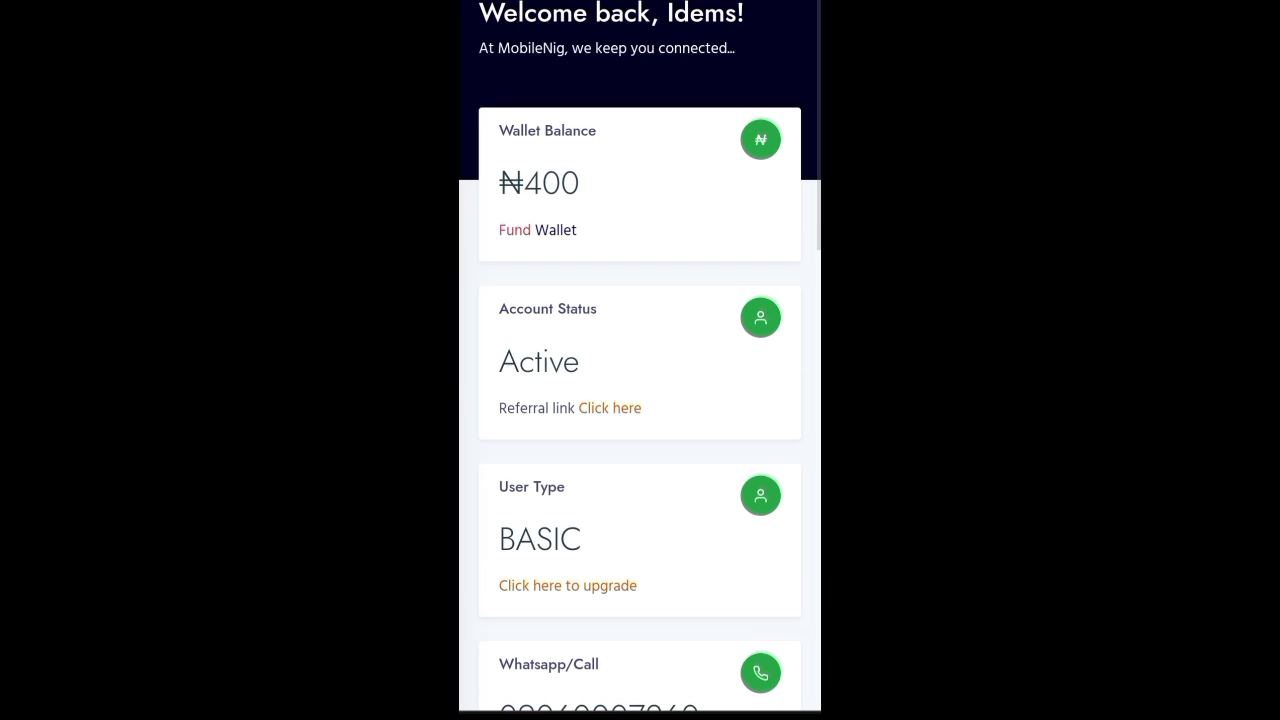 Welcome back, Idems!
At MobileNig, we keep you connected...
Wallet Balance
₦
₦400
Fund Wallet
Account Status
Active
Referral link Click here
User Type
BASIC
Click here to upgrade
Whatsapp/Call